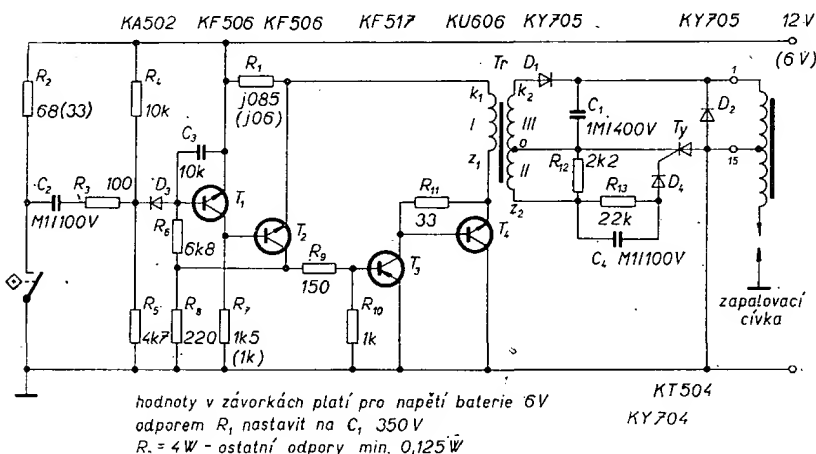 KA502 KF506 KF506 KF517 KU606 KY705 KY705 12V
(6V)
R2
68(33)
R4
10k
R1
j085
(j06)
Tr D1
k1
I
z1
k2
III
0
II
z2
C1
1M/400V
D2
1
15
Ty
C3
10k
C2
M1/100V
R3 100
D3
T1
R6
6k8
T2
R9
150
R11
33
T4
T3
R12 2k2
R13
22k
D4
C4 M1/100V
R5
4k7
R8
220
R7
1k5
(1k)
R10
1k
zapalovací
cívka
KT504
KY704
hodnoty v závorkách platí pro napětí baterie 6V
odporem R1 nastavit na C1 350V
= 4W - ostatní odpory min. 0,125W